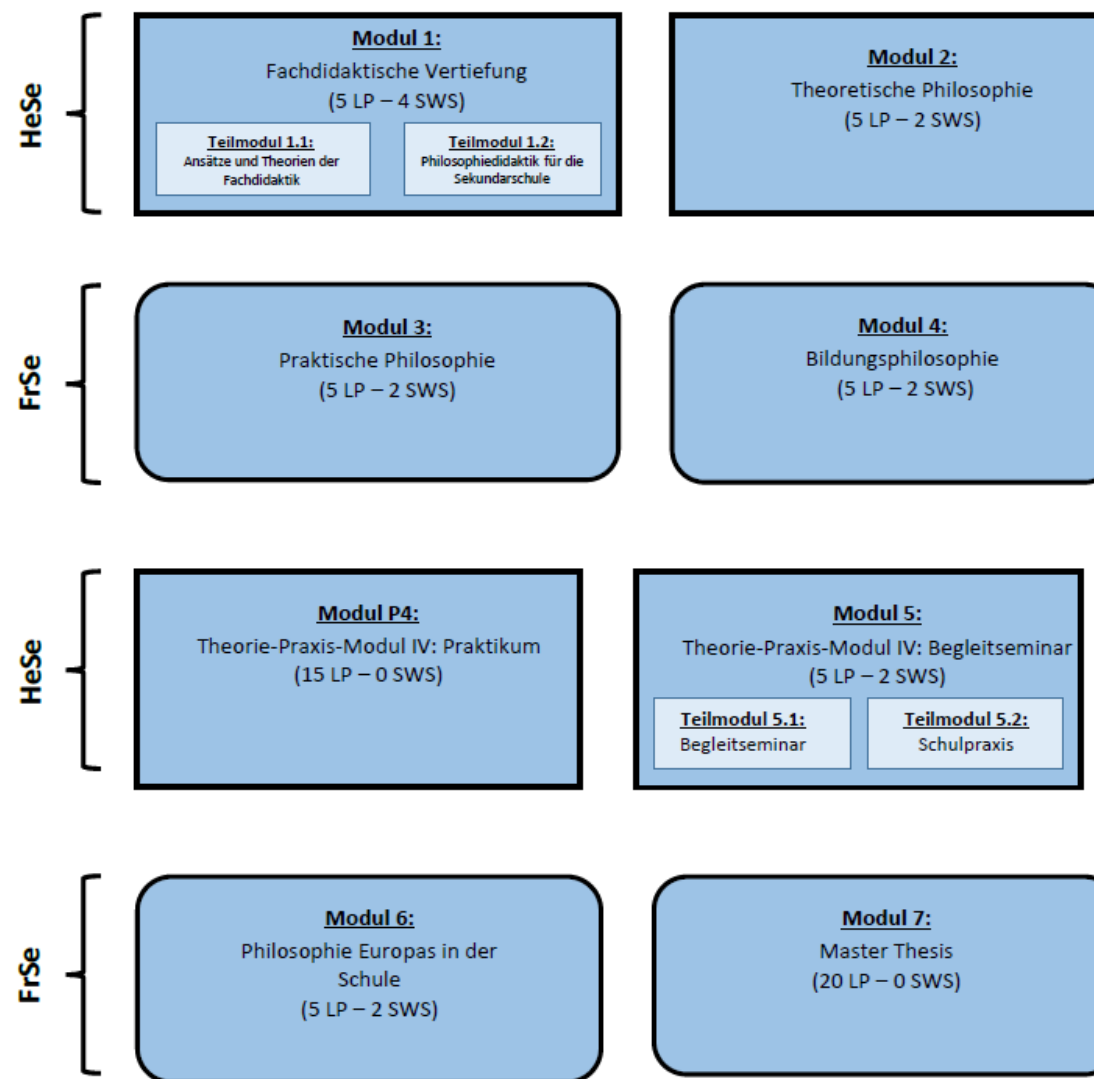 HeSe
Modul 1:
Fachdidaktische Vertiefung
(5 LP – 4 SWS)
Teilmodul 1.1:
Ansätze und Theorien der
Fachdidaktik
Teilmodul 1.2:
Philosophiedidaktik für die
Sekundarschule
Modul 2:
Theoretische Philosophie
(5 LP – 2 SWS)
FrSe
Modul 3:
Praktische Philosophie
(5 LP – 2 SWS)
Modul 4:
Bildungsphilosophie
(5 LP – 2 SWS)
HeSe
Modul P4:
Theorie-Praxis-Modul IV: Praktikum
(15 LP – 0 SWS)
Modul 5:
Theorie-Praxis-Modul IV: Begleitseminar
(5 LP – 2 SWS)
Teilmodul 5.1:
Begleitseminar
Teilmodul 5.2:
Schulpraxis
FrSe
Modul 6:
Philosophie Europas in der
Schule
(5 LP – 2 SWS)
Modul 7:
Master Thesis
(20 LP – 0 SWS)